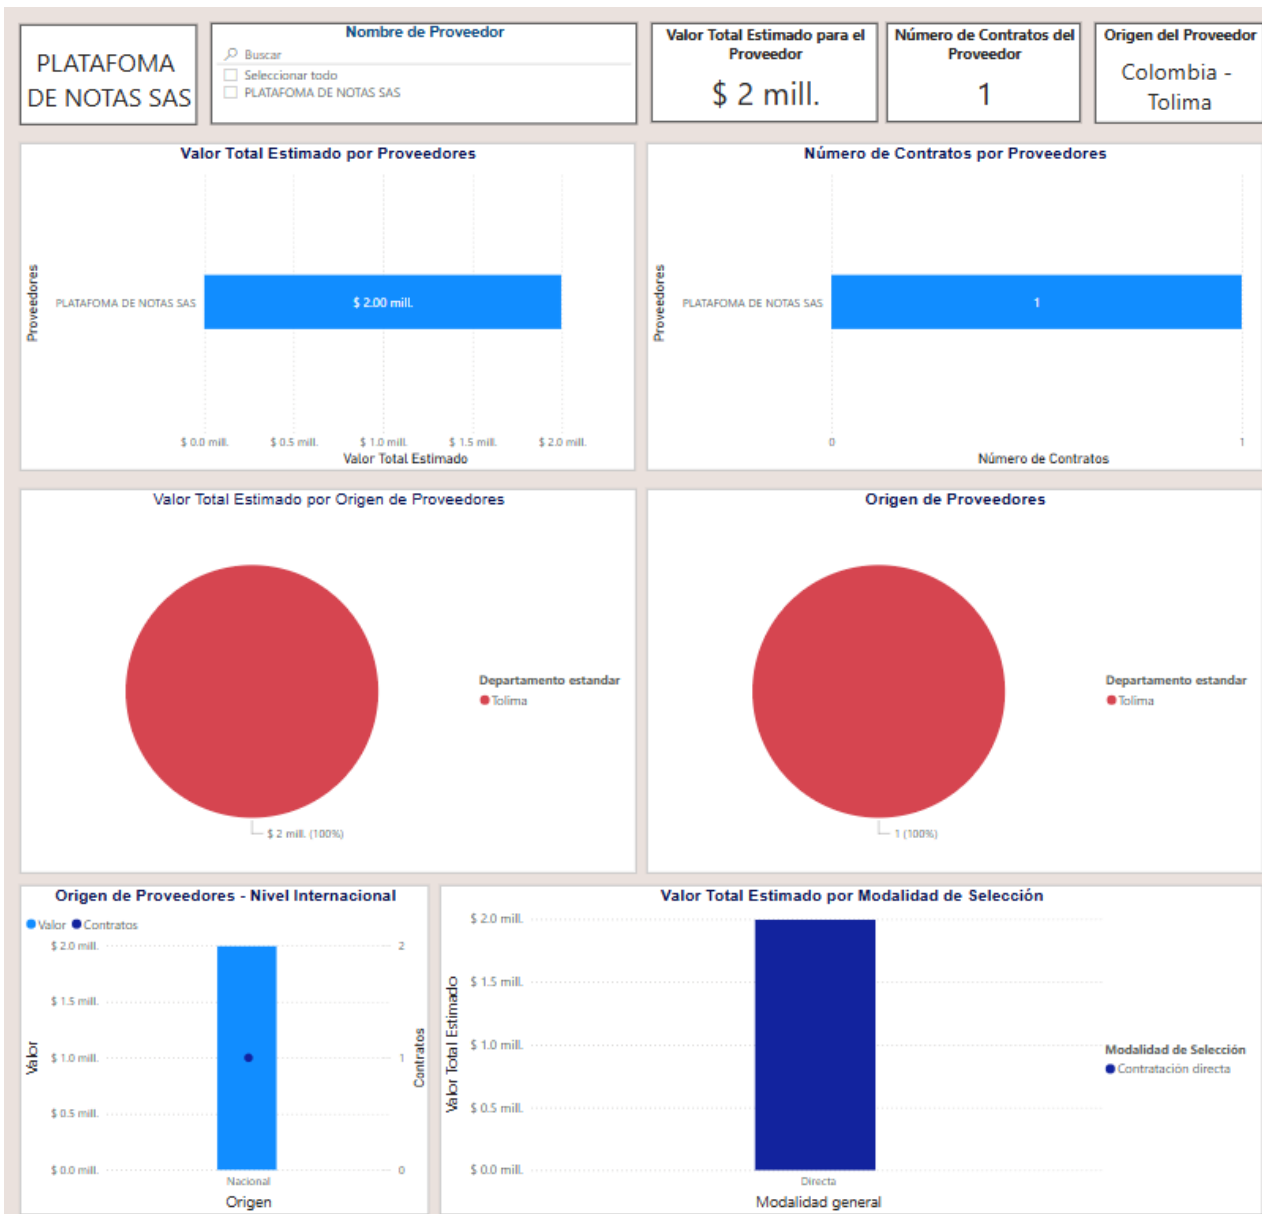 PLATAFOMA
DE NOTAS SAS
Nombre de Proveedor
Buscar
Seleccionar todo
PLATAFOMA DE NOTAS SAS
Valor Total Estimado para el
Proveedor
$ 2 mill.
Número de Contratos del
Proveedor
1
Origen del Proveedor
Colombia -
Tolima
Valor Total Estimado por Proveedores
Proveedores
PLATAFOMA DE NOTAS SAS
$ 2.00 mill.
$ 0.0 mill.
$ 0.5 mill.
$ 1.0 mill.
$ 1.5 mill.
$ 2.0 mill.
Valor Total Estimado
Número de Contratos por Proveedores
Proveedores
PLATAFOMA DE NOTAS SAS
1
0
1
Número de Contratos
Valor Total Estimado por Origen de Proveedores
Departamento estandar
Tolima
$ 2 mill. (100%)
Origen de Proveedores
Departamento estandar
Tolima
1 (100%)
Origen de Proveedores - Nivel Internacional
Valor
Contratos
$ 2.0 mill.
$ 1.5 mill.
$ 1.0 mill.
$ 0.5 mill.
$ 0.0 mill.
Valor
2
1
0
Contratos
Nacional
Origen
Valor Total Estimado por Modalidad de Selección
Valor Total Estimado
$ 2.0 mill.
$ 1.5 mill.
$ 1.0 mill.
$ 0.5 mill.
$ 0.0 mill.
Directa
Modalidad general
Modalidad de Selección
Contratación directa